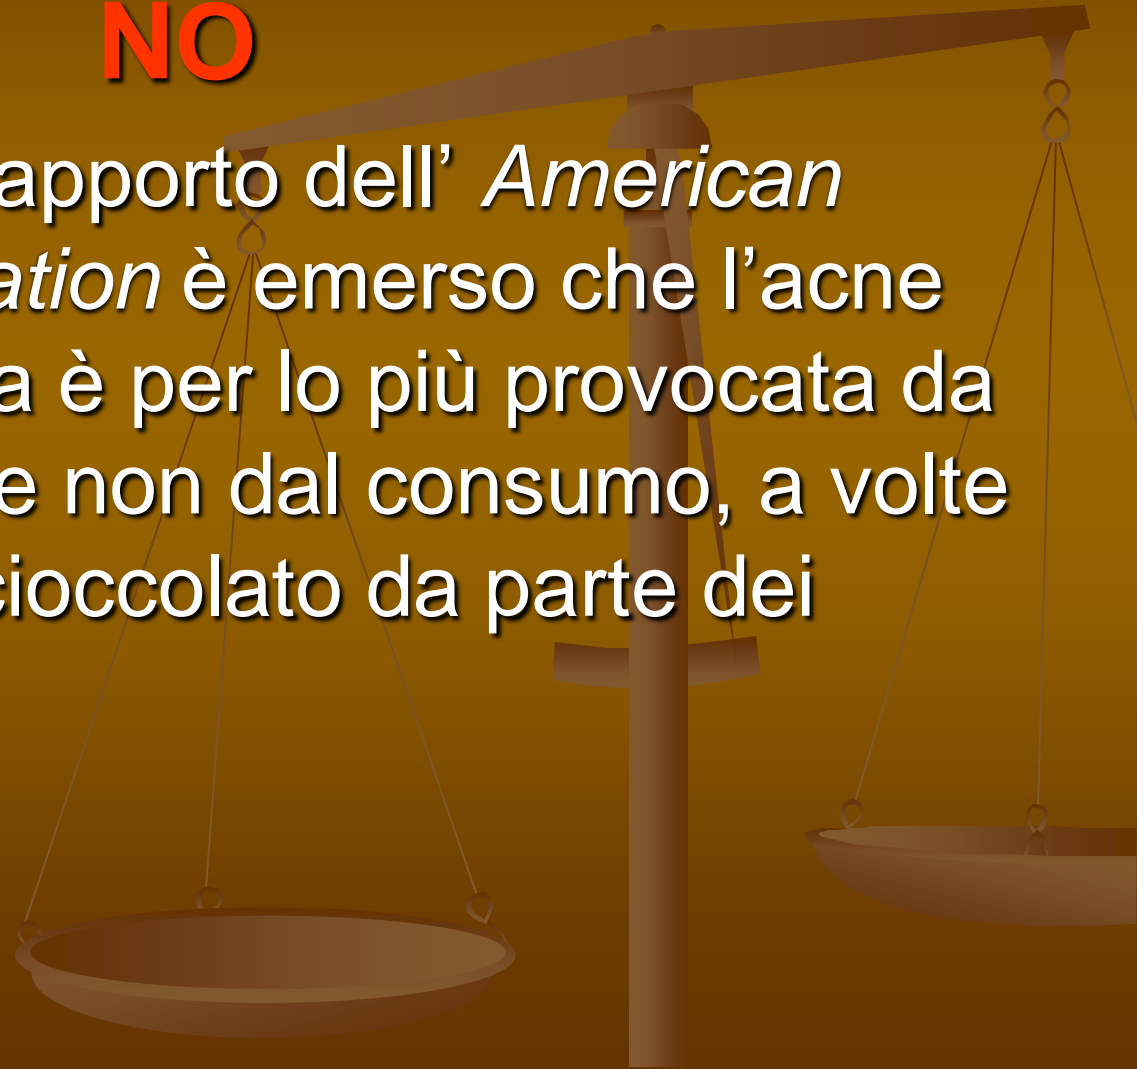 NO
apporto dell’ American
ation è emerso che l’acne
a è per lo più provocata da
e non dal consumo, a volte
cioccolato da parte dei